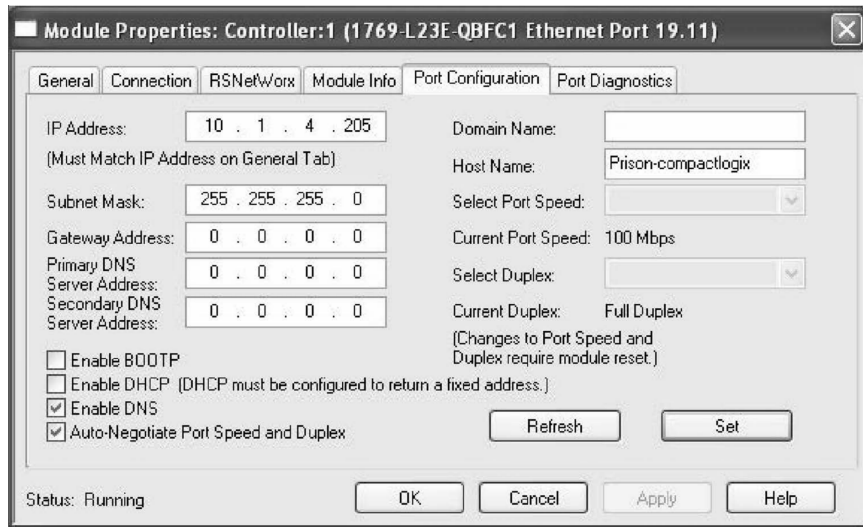 Module Properties: Controller:1 (1769-L23E-QBFC1 Ethernet Port 19.11)
General
Connection
RSNetWorx
Module Info
Port Configuration
Port Diagnostics
IP Address: 10 . 1 . 4 . 205
(Must Match IP Address on General Tab)
Subnet Mask: 255 . 255 . 255 . 0
Gateway Address: 0 . 0 . 0 . 0
Primary DNS
Server Address: 0 . 0 . 0 . 0
Secondary DNS
Server Address: 0 . 0 . 0 . 0
Enable BOOTP
Enable DHCP (DHCP must be configured to return a fixed address.)
Enable DNS
Auto-Negotiate Port Speed and Duplex
Domain Name:
Host Name: Prison-compactlogix
Select Port Speed:
Current Port Speed: 100 Mbps
Select Duplex:
Current Duplex: Full Duplex
(Changes to Port Speed and
Duplex require module reset.)
Refresh
Set
Status: Running
OK
Cancel
Apply
Help